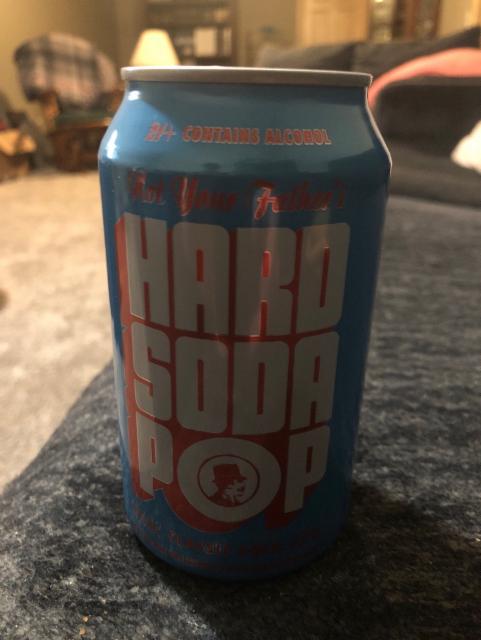 21+ CONTAINS ALCOHOL
Not Your Father's
HARD
SODA
POP